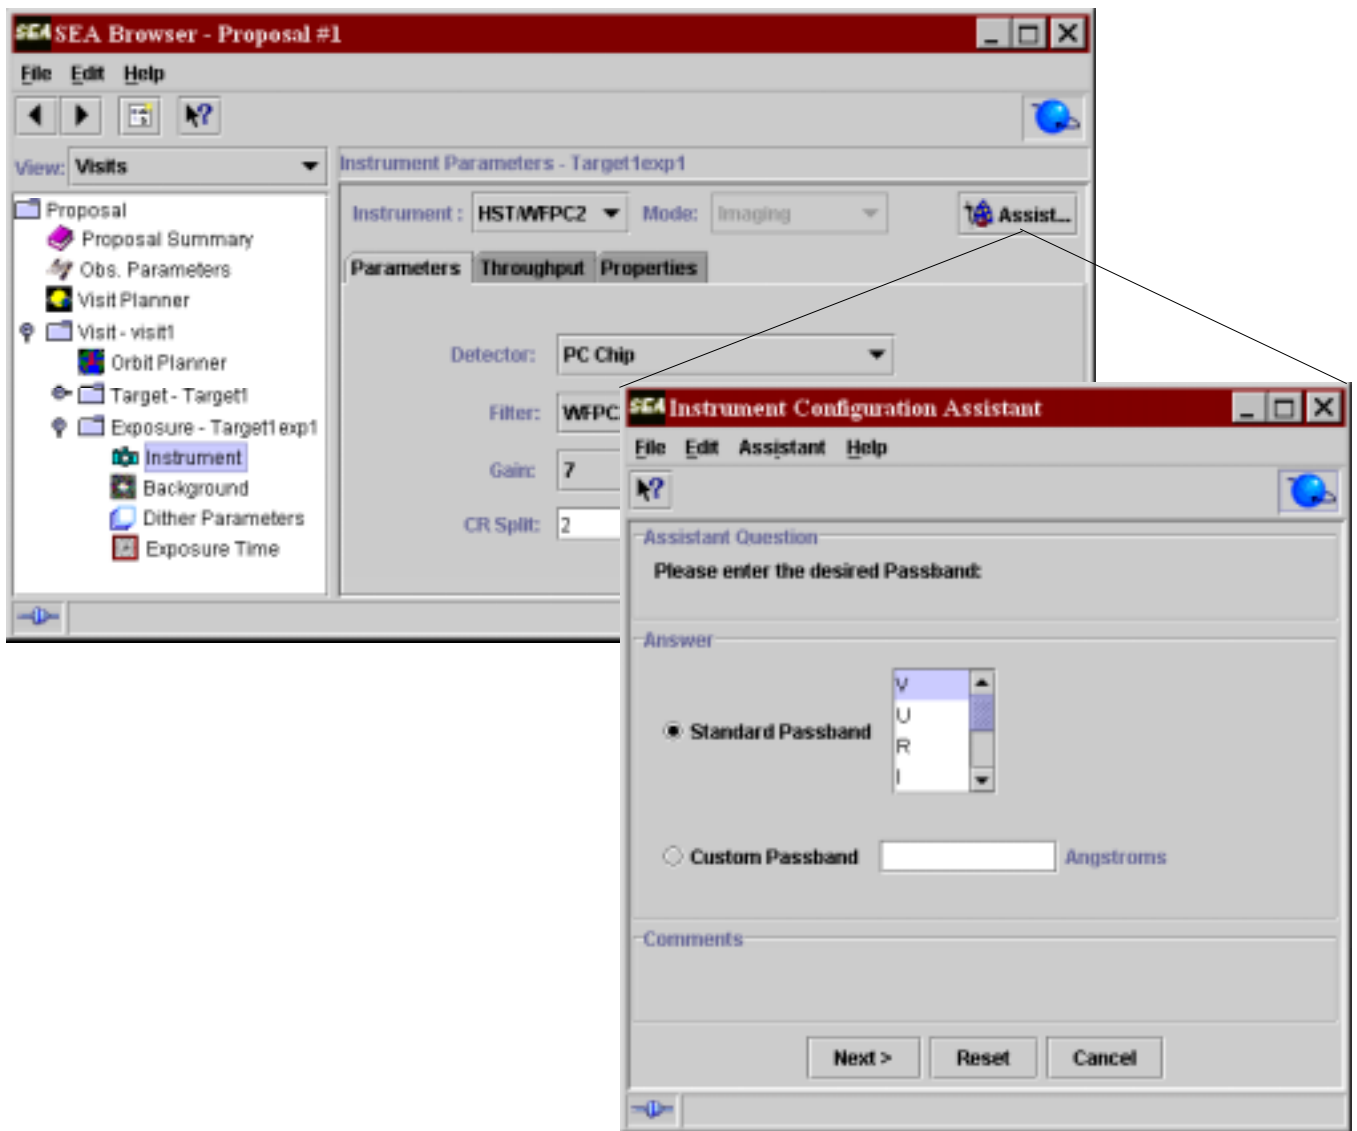 SEA SEA Browser - Proposal #1
File Edit Help
View: Visits
Proposal
Proposal Summary
Obs. Parameters
Visit Planner
Visit - visit1
Orbit Planner
Target - Target1
Exposure - Target1exp1
Instrument
Background
Dither Parameters
Exposure Time
Instrument Parameters - Target1exp1
Instrument : HST/WFPC2 Mode: Imaging Assist...
Parameters Throughput Properties
Detector: PC Chip
Filter: WFPC
Gain: 7
CR Split: 2
SEA Instrument Configuration Assistant
File Edit Assistant Help
Assistant Question
Please enter the desired Passband:
Answer
Standard Passband
V
U
R
I
Custom Passband Angstroms
Comments
Next > Reset Cancel